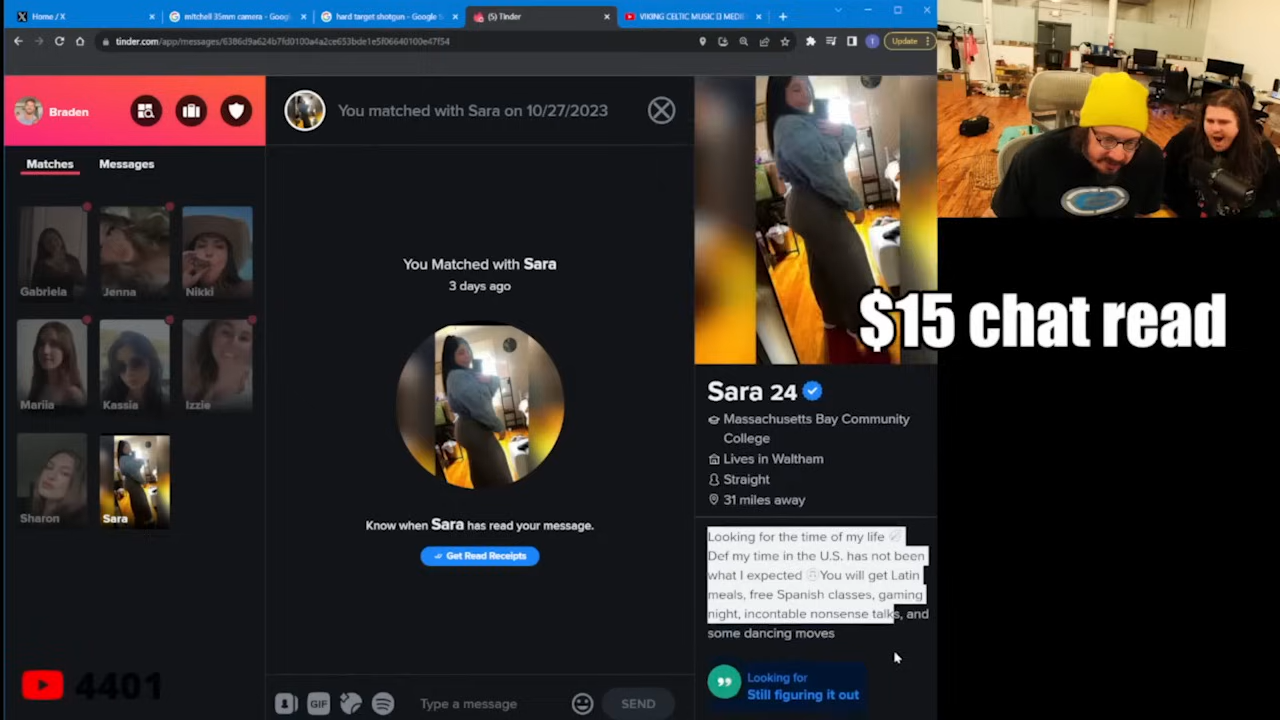 Home / X
mitchell 35mm camera - Google
hard target shotgun - Google
(5) Tinder
VIKING CELTIC MUSIC
tinder.com/app/messages/6386d9a624b7fd0100a4a2ce653bde1e5f06640100e47f54
Update
Braden
Matches
Messages
Gabriela
Jenna
Nikki
Mariia
Kassia
Izzie
Sharon
Sara
4401
You matched with Sara on 10/27/2023
You Matched with Sara
3 days ago
Know when Sara has read your message.
Get Read Receipts
GIF
Type a message
SEND
Sara 24
Massachusetts Bay Community
College
Lives in Waltham
Straight
31 miles away
Looking for the time of my life
Def my time in the U.S. has not been
what I expected You will get Latin
meals, free Spanish classes, gaming
night, incontable nonsense talks, and
some dancing moves
Looking for
Still figuring it out
$15 chat read